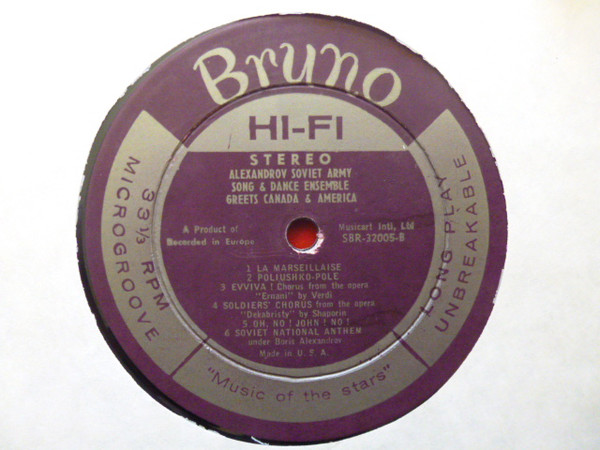 Bruno
HI-FI
STEREO
ALEXANDROV SOVIET ARMY
SONG & DANCE ENSEMBLE
GREETS CANADA & AMERICA
A Product of
Recorded in Europe
Musicart Intl, Ltd
SBR-32005-B
33 1/3 RPM
MICROGROOVE
LONG PLAY
UNBREAKABLE
1 LA MARSEILLAISE
2 POLIUSHKO-POLE
3 EVVIVA! Chorus from the opera
"Ernani" by Verdi
4 SOLDIERS' CHORUS from the opera
"Dekabristy" by Shaporin
5 OH, NO! JOHN! NO!
6 SOVIET NATIONAL ANTHEM
under Boris Alexandrov
Made in U.S.A.
"Music of the stars"